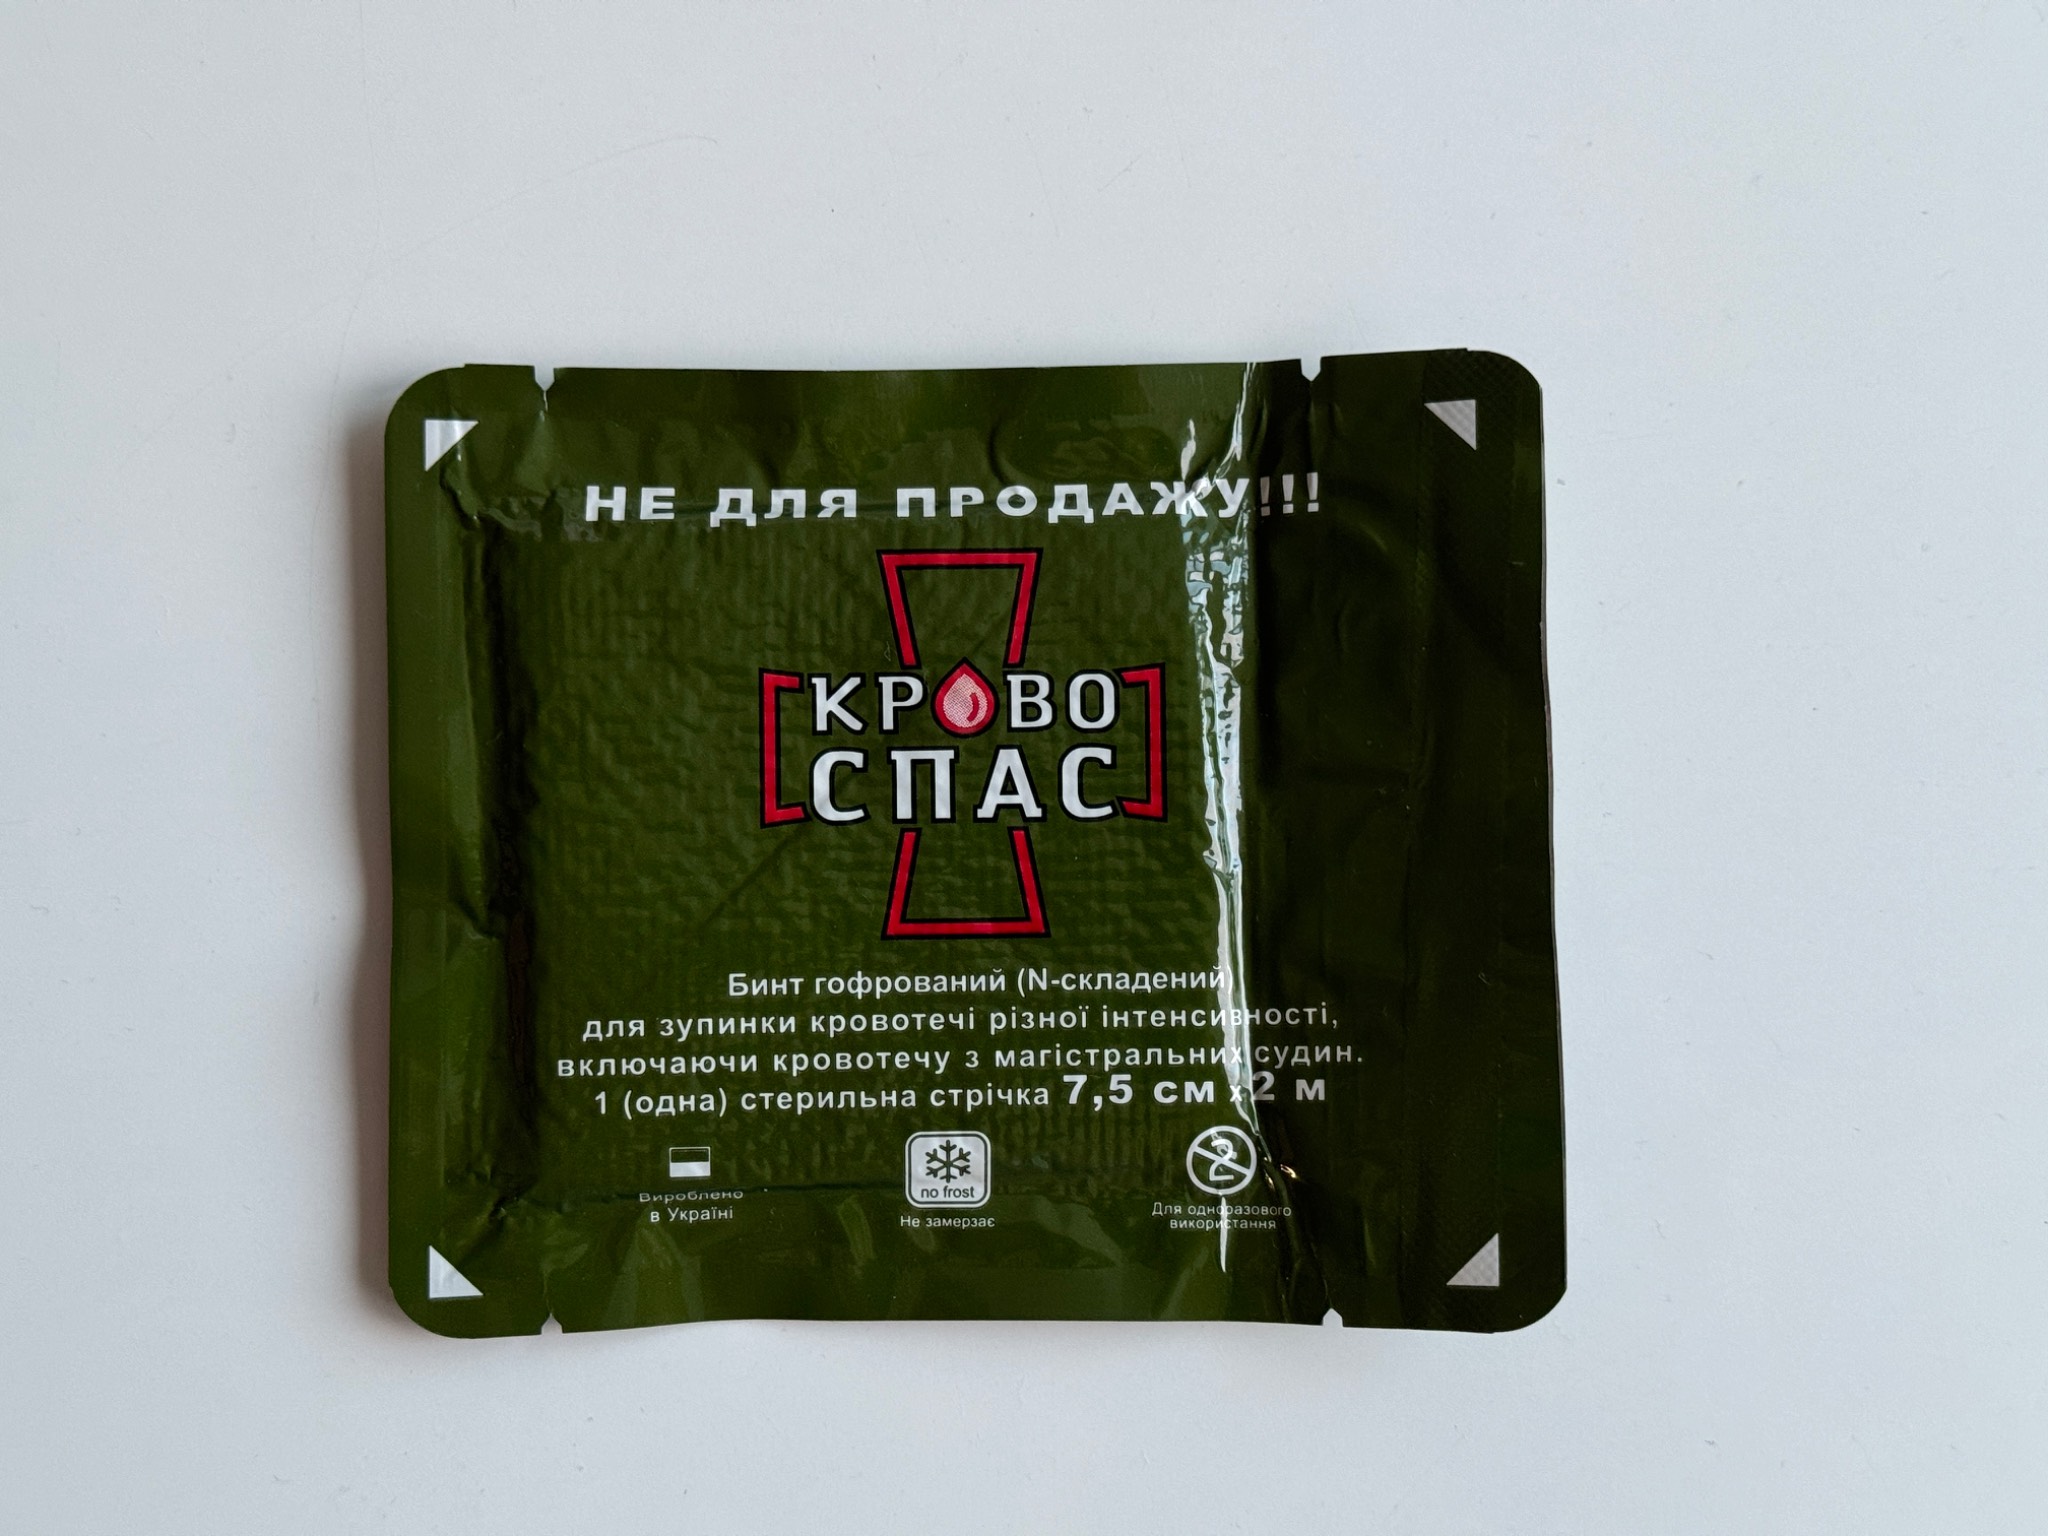 НЕ ДЛЯ ПРОДАЖУ!!!
КРОВО
СПАС
Бинт гофрований (N-складений)
для зупинки кровотечі різної інтенсивності,
включаючи кровотечу з магістральних судин.
1 (одна) стерильна стрічка 7,5 см x 2 м
no frost
2
Вироблено
в Україні
Не замерзає
Для одноразового
використання